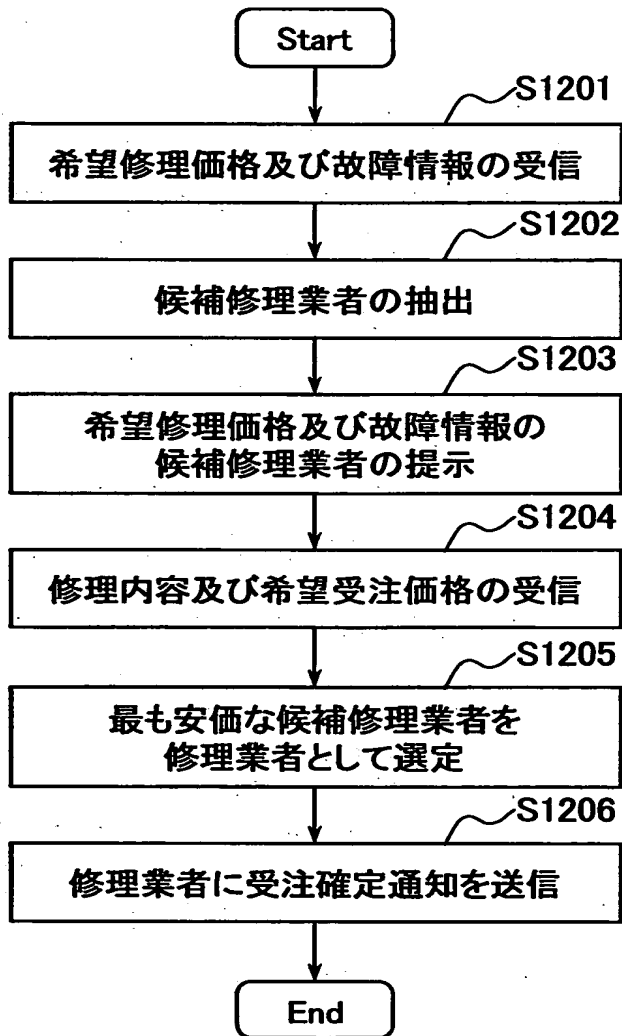 Start
S1201
希望修理価格及び故障情報の受信
S1202
候補修理業者の抽出
S1203
希望修理価格及び故障情報の
候補修理業者の提示
S1204
修理内容及び希望受注価格の受信
S1205
最も安価な候補修理業者を
修理業者として選定
S1206
修理業者に受注確定通知を送信
End